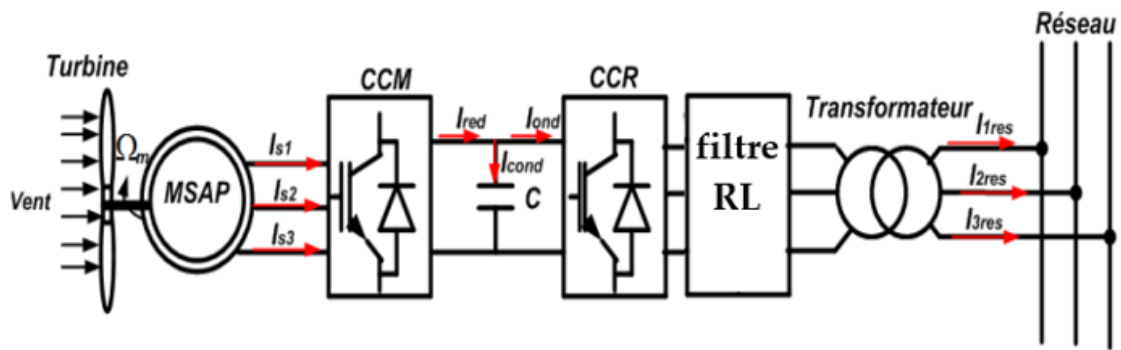 Réseau
Turbine
CCM
CCR
Transformateur
I1res
Ired
Iond
Ωm
Is1
filtre
Icond
I2res
Vent
MSAP
Is2
C
RL
Is3
I3res